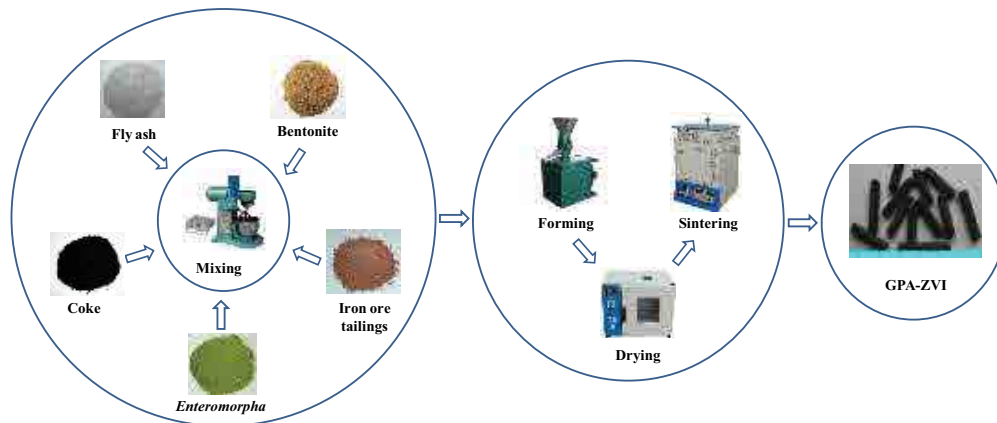 Fly ash
Bentonite
Mixing
Coke
Iron ore
tailings
Enteromorpha
Forming
Sintering
Drying
GPA-ZVI